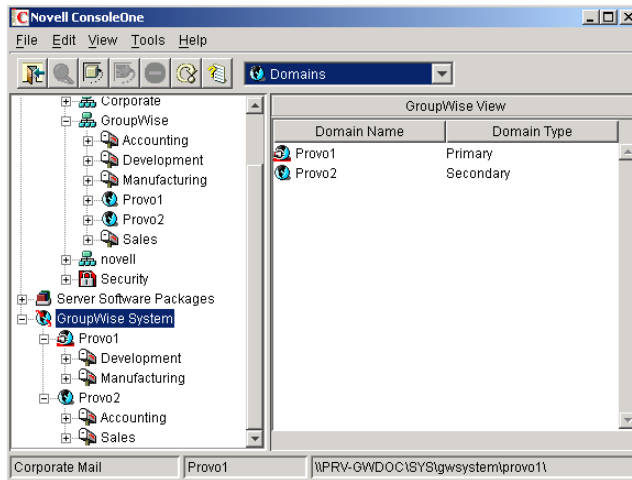 Novell ConsoleOne
File Edit View Tools Help
Domains
Corporate
GroupWise
Accounting
Development
Manufacturing
Provo1
Provo2
Sales
novell
Security
Server Software Packages
GroupWise System
Provo1
Development
Manufacturing
Provo2
Accounting
Sales
GroupWise View
Domain Name Domain Type
Provo1 Primary
Provo2 Secondary
Corporate Mail Provo1 \\PRV-GWDOC\SYS\gwsystem\provo1\